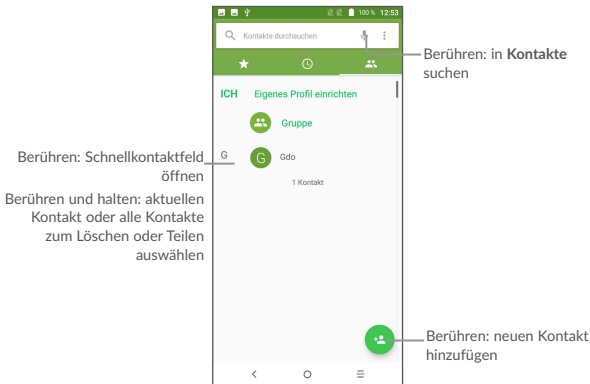 100 % 12:53
Kontakte durchsuchen
Berühren: in Kontakte
suchen
ICH Eigenes Profil einrichten
Gruppe
G
G Gdo
1 Kontakt
Berühren: Schnellkontaktfeld
öffnen
Berühren und halten: aktuellen
Kontakt oder alle Kontakte
zum Löschen oder Teilen
auswählen
Berühren: neuen Kontakt
hinzufügen